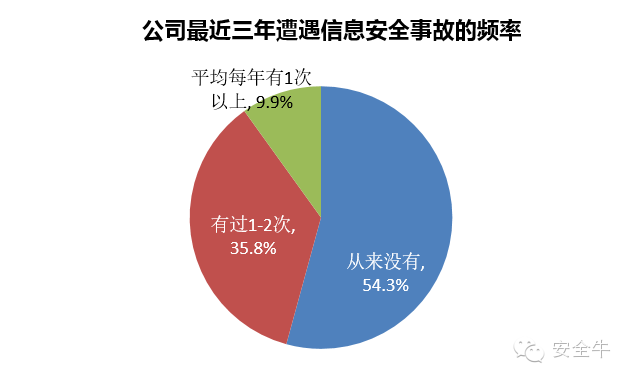 公司最近三年遭遇信息安全事故的频率
平均每年有1次
以上, 9.9%
有过1-2次,
35.8%
从来没有,
54.3%
安全牛